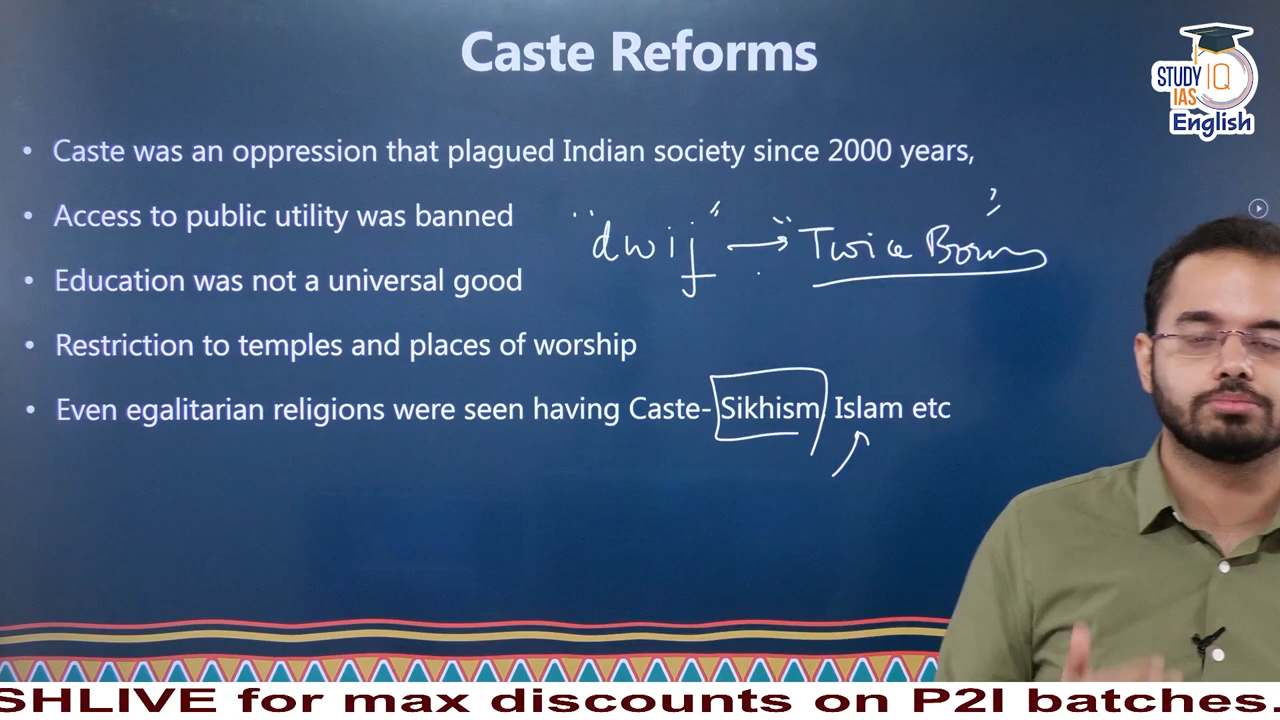 Caste Reforms
STUDY IQ
IAS
English
• Caste was an oppression that plagued Indian society since 2000 years,
• Access to public utility was banned
"dwij" → "Twice Born"
• Education was not a universal good
• Restriction to temples and places of worship
• Even egalitarian religions were seen having Caste- Sikhism, Islam etc
SHLIVE for max discounts on P2I batches.